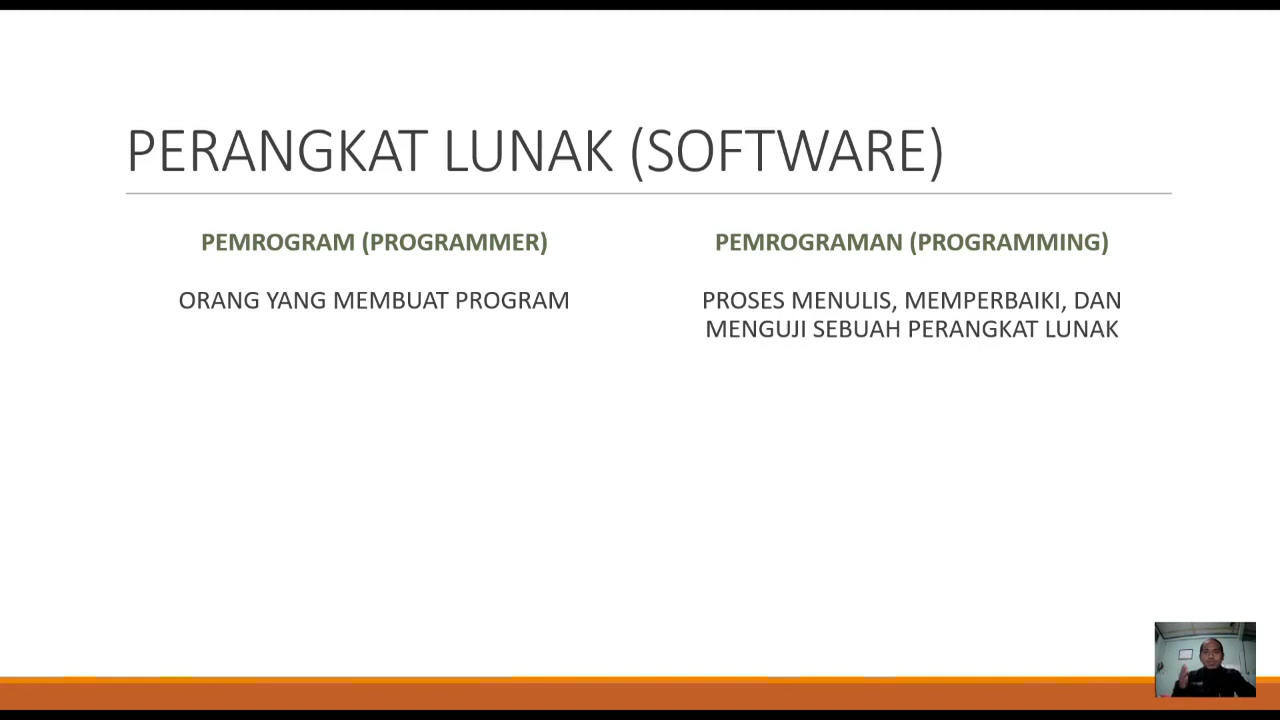 PERANGKAT LUNAK (SOFTWARE)
PEMROGRAM (PROGRAMMER)
ORANG YANG MEMBUAT PROGRAM
PEMROGRAMAN (PROGRAMMING)
PROSES MENULIS, MEMPERBAIKI, DAN
MENGUJI SEBUAH PERANGKAT LUNAK